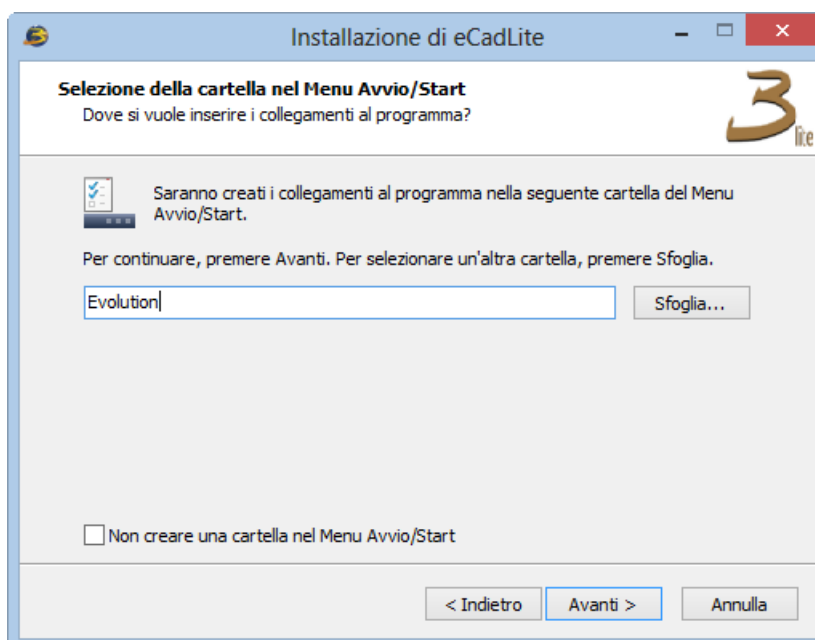 Installazione di eCadLite
Selezione della cartella nel Menu Avvio/Start
Dove si vuole inserire i collegamenti al programma?
3
lite
Saranno creati i collegamenti al programma nella seguente cartella del Menu
Avvio/Start.
Per continuare, premere Avanti. Per selezionare un'altra cartella, premere Sfoglia.
Evolution
Sfoglia...
Non creare una cartella nel Menu Avvio/Start
< Indietro
Avanti >
Annulla